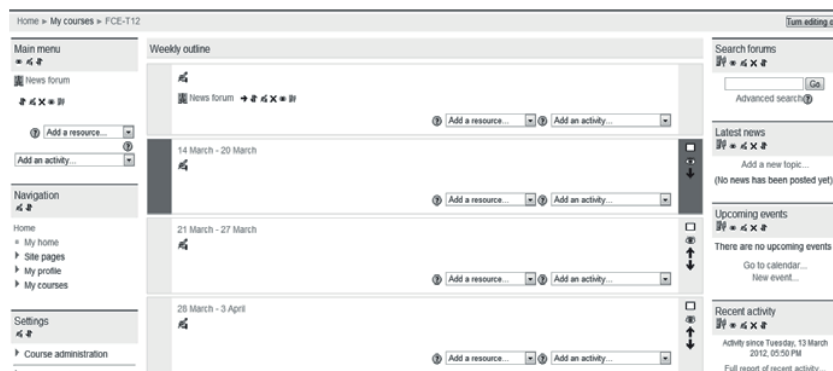 Home ► My courses ► FCE-T12
Turn editing o
Main menu
News forum
Add a resource...
Add an activity...
Navigation
Home
My home
Site pages
My profile
My courses
Settings
Course administration
Weekly outline
News forum
Add a resource... Add an activity...
14 March - 20 March
Add a resource... Add an activity...
21 March - 27 March
Add a resource... Add an activity...
28 March - 3 April
Add a resource... Add an activity...
Search forums
Go
Advanced search
Latest news
Add a new topic...
(No news has been posted yet)
Upcoming events
There are no upcoming events
Go to calendar...
New event...
Recent activity
Activity since Tuesday, 13 March
2012, 05:50 PM
Full report of recent activity...